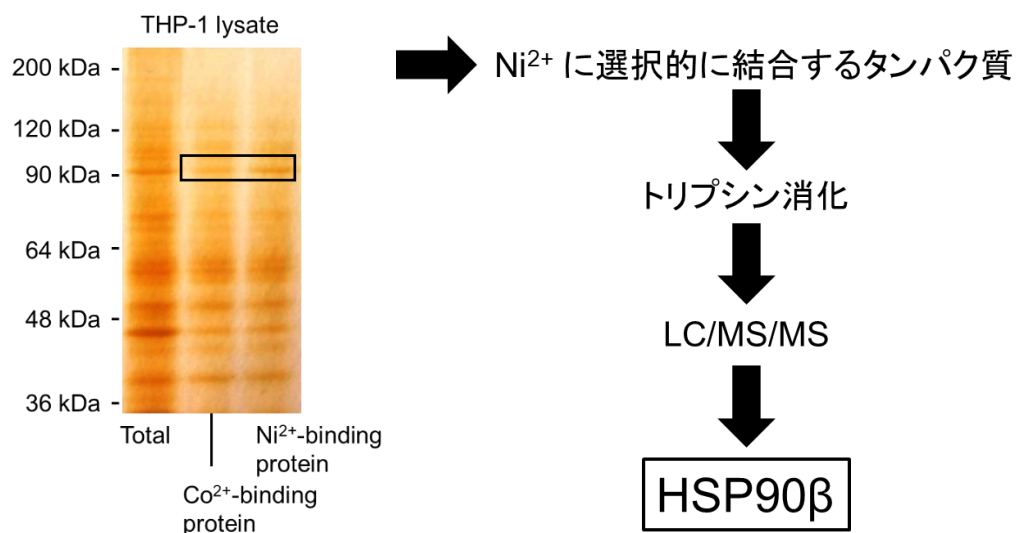 THP-1 lysate
200 kDa -
120 kDa -
90 kDa -
64 kDa -
48 kDa -
36 kDa -
Total
Ni²⁺-binding
protein
Co²⁺-binding
protein
Ni²⁺ に選択的に結合するタンパク質
トリプシン消化
LC/MS/MS
HSP90β